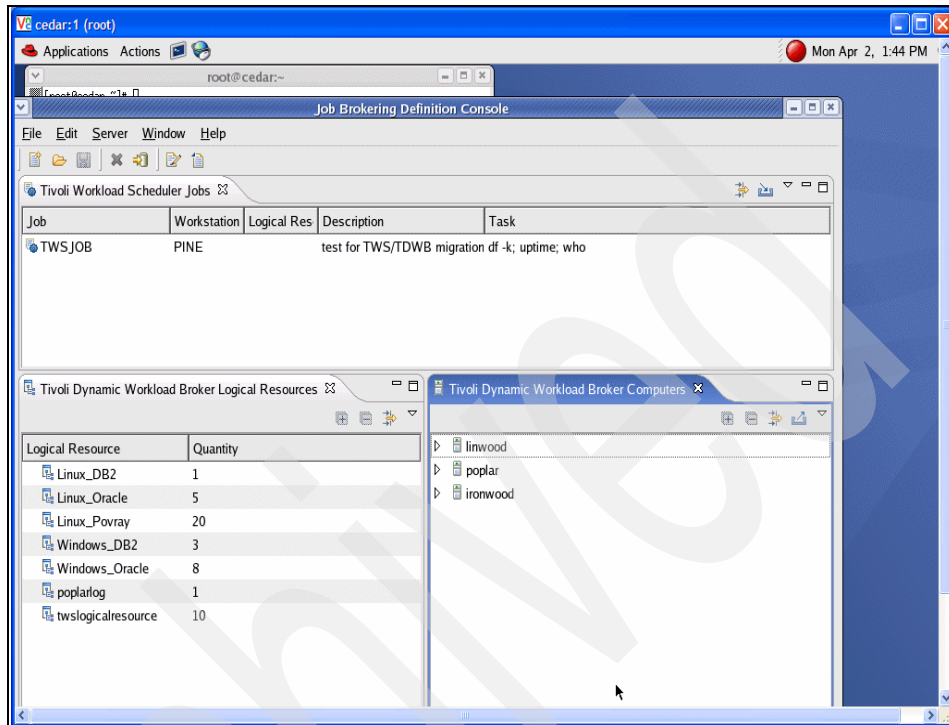 cedar:1 (root)
Applications Actions
Mon Apr 2, 1:44 PM
root@cedar:~
[root@cedar ~]#
Job Brokering Definition Console
File Edit Server Window Help
Tivoli Workload Scheduler Jobs
Job Workstation Logical Res Description Task
TWSJOB PINE test for TWS/TDWB migration df -k; uptime; who
Tivoli Dynamic Workload Broker Logical Resources
Logical Resource Quantity
Linux_DB2 1
Linux_Oracle 5
Linux_Povray 20
Windows_DB2 3
Windows_Oracle 8
poplarlog 1
twslogicalresource 10
Tivoli Dynamic Workload Broker Computers
linwood
poplar
ironwood